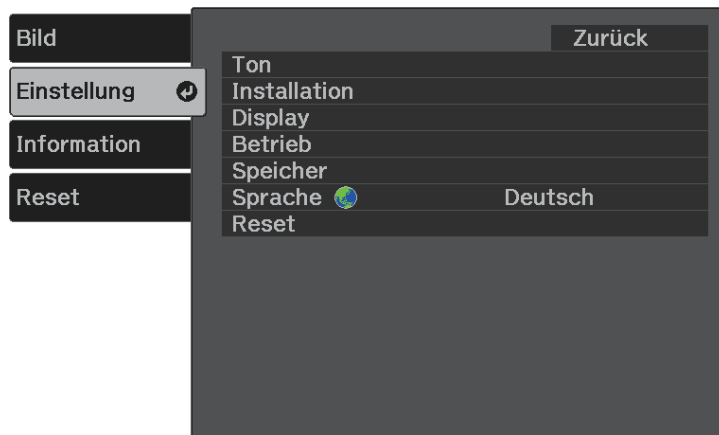 Bild
Einstellung
Information
Reset
Zurück
Ton
Installation
Display
Betrieb
Speicher
Sprache Deutsch
Reset